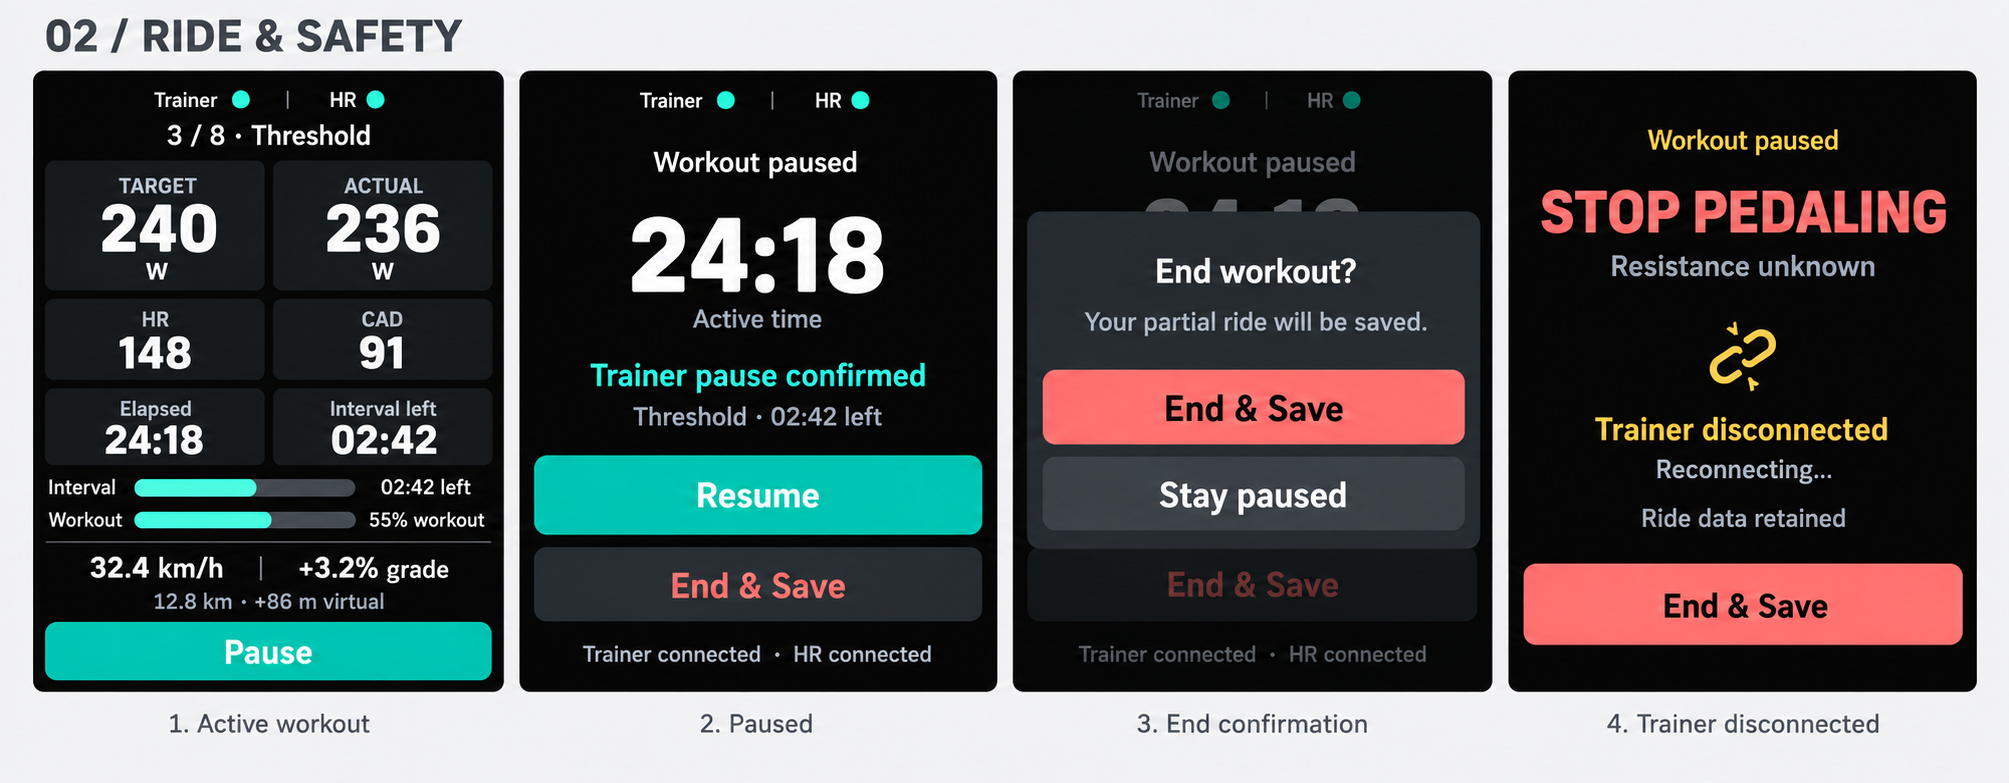 02 / RIDE & SAFETY
Trainer | HR
3 / 8 · Threshold
TARGET
240
W
ACTUAL
236
W
HR
148
CAD
91
Elapsed
24:18
Interval left
02:42
Interval 02:42 left
Workout 55% workout
32.4 km/h | +3.2% grade
12.8 km · +86 m virtual
Pause
1. Active workout
Trainer | HR
Workout paused
24:18
Active time
Trainer pause confirmed
Threshold · 02:42 left
Resume
End & Save
Trainer connected · HR connected
2. Paused
Trainer | HR
Workout paused
24:18
End workout?
Your partial ride will be saved.
End & Save
Stay paused
End & Save
Trainer connected · HR connected
3. End confirmation
Workout paused
STOP PEDALING
Resistance unknown
Trainer disconnected
Reconnecting...
Ride data retained
End & Save
4. Trainer disconnected